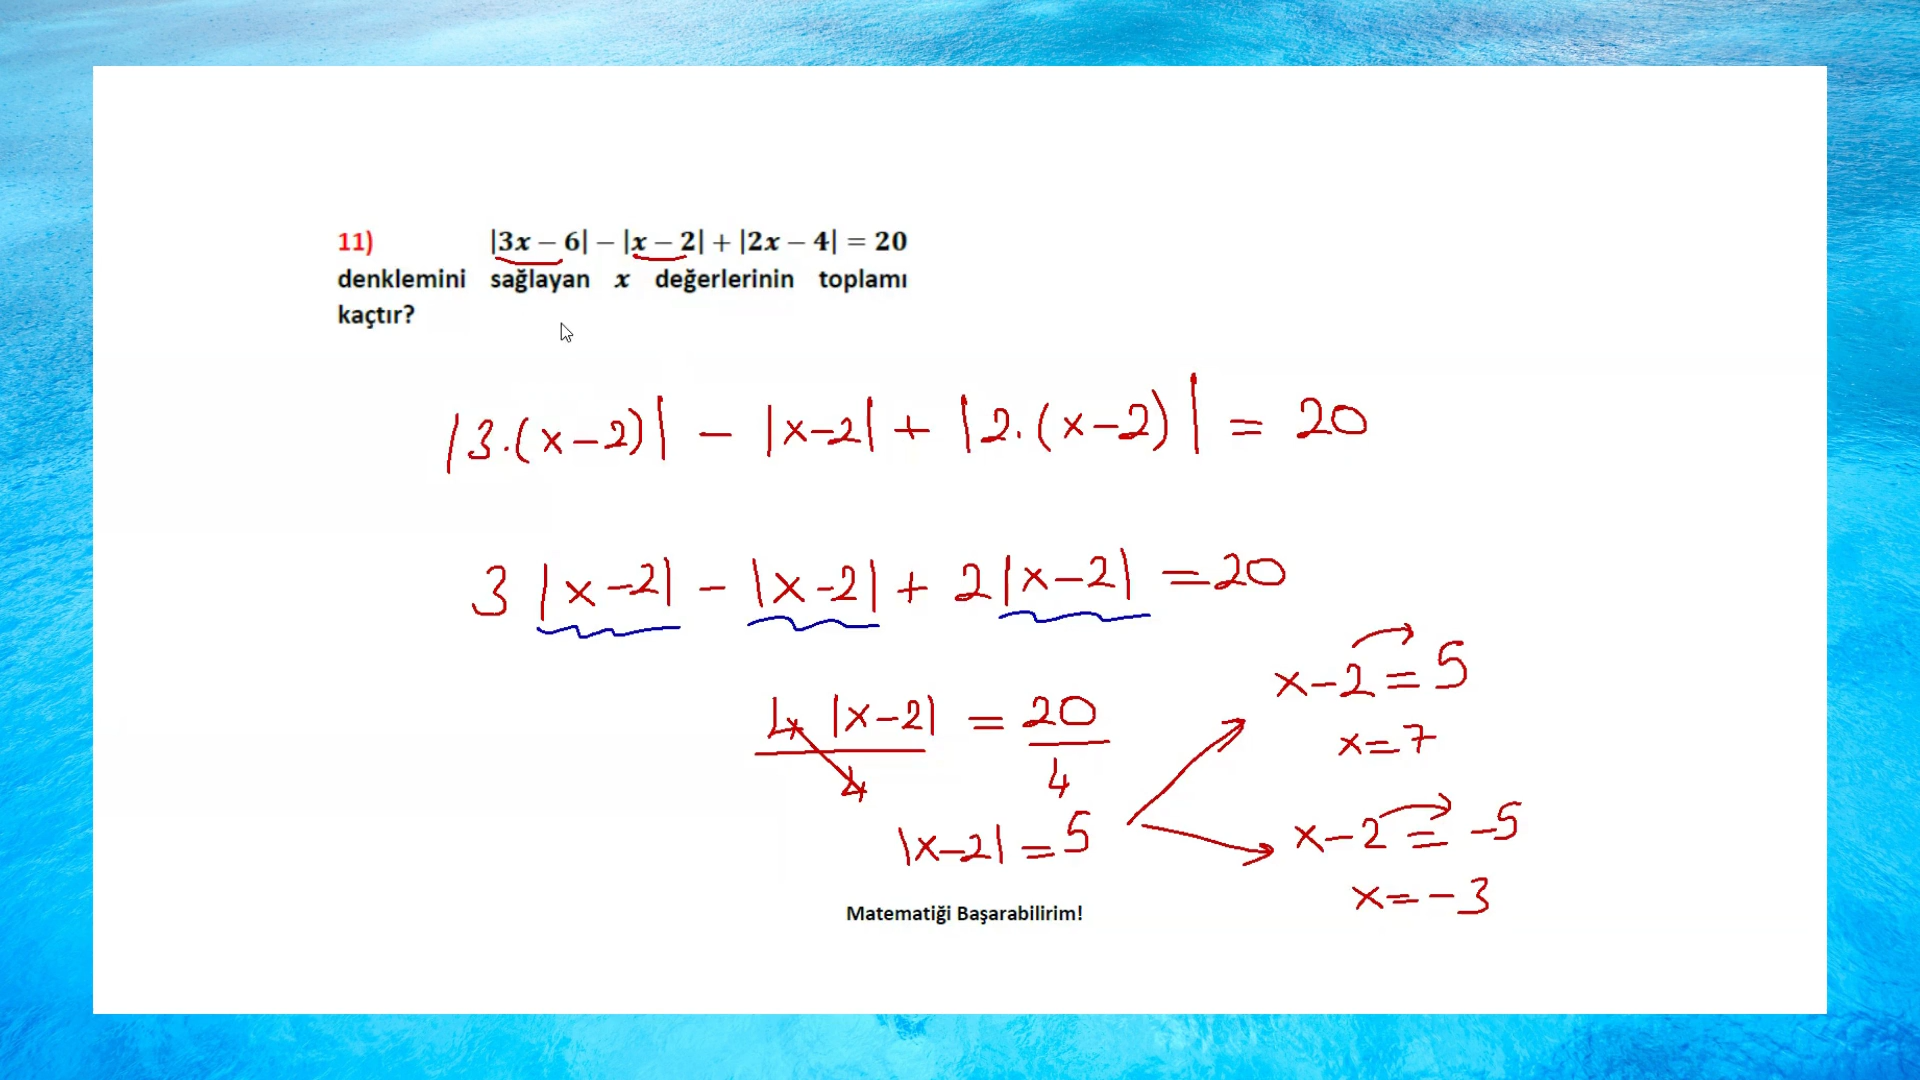 11) |3x – 6| – |x – 2| + |2x – 4| = 20
denklemini sağlayan x değerlerinin toplamı
kaçtır?
|3.(x–2)| – |x–2| + |2.(x–2)| = 20
3 |x–2| – |x–2| + 2|x–2| = 20
4 |x–2| = 20
4 4
|x–2| = 5
x–2 = 5
x = 7
x–2 = –5
x = –3
Matematiği Başarabilirim!